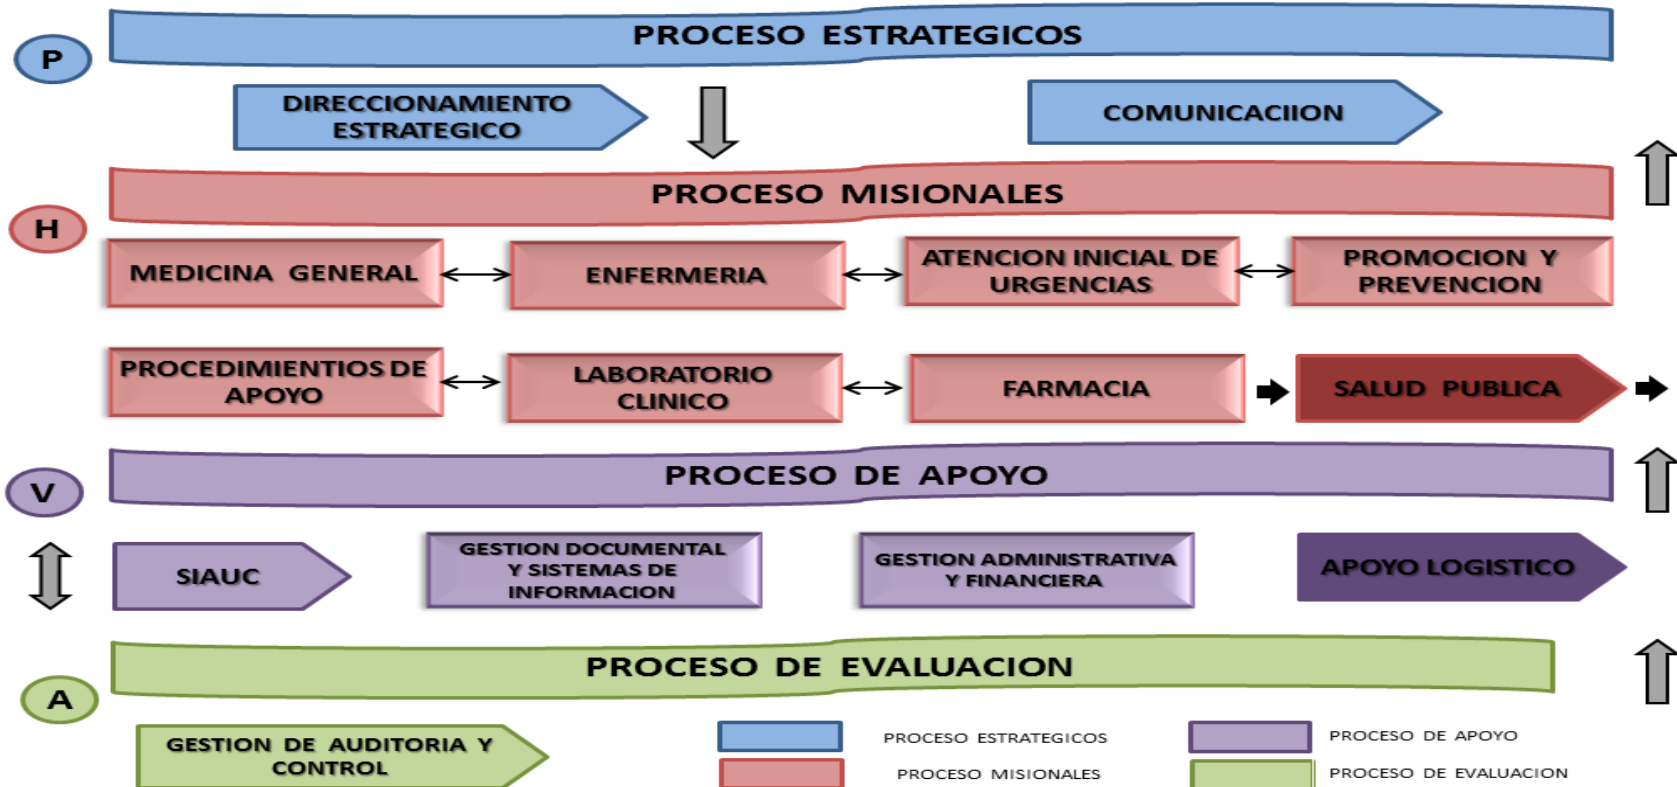 PROCESO ESTRATEGICOS
P
DIRECCIONAMIENTO
ESTRATEGICO
COMUNICACIION
PROCESO MISIONALES
H
MEDICINA GENERAL
ENFERMERIA
ATENCION INICIAL DE
URGENCIAS
PROMOCION Y
PREVENCION
PROCEDIMIENTIOS DE
APOYO
LABORATORIO
CLINICO
FARMACIA
SALUD PUBLICA
PROCESO DE APOYO
V
SIAUC
GESTION DOCUMENTAL
Y SISTEMAS DE
INFORMACION
GESTION ADMINISTRATIVA
Y FINANCIERA
APOYO LOGISTICO
PROCESO DE EVALUACION
A
GESTION DE AUDITORIA Y
CONTROL
PROCESO ESTRATEGICOS
PROCESO MISIONALES
PROCESO DE APOYO
PROCESO DE EVALUACION